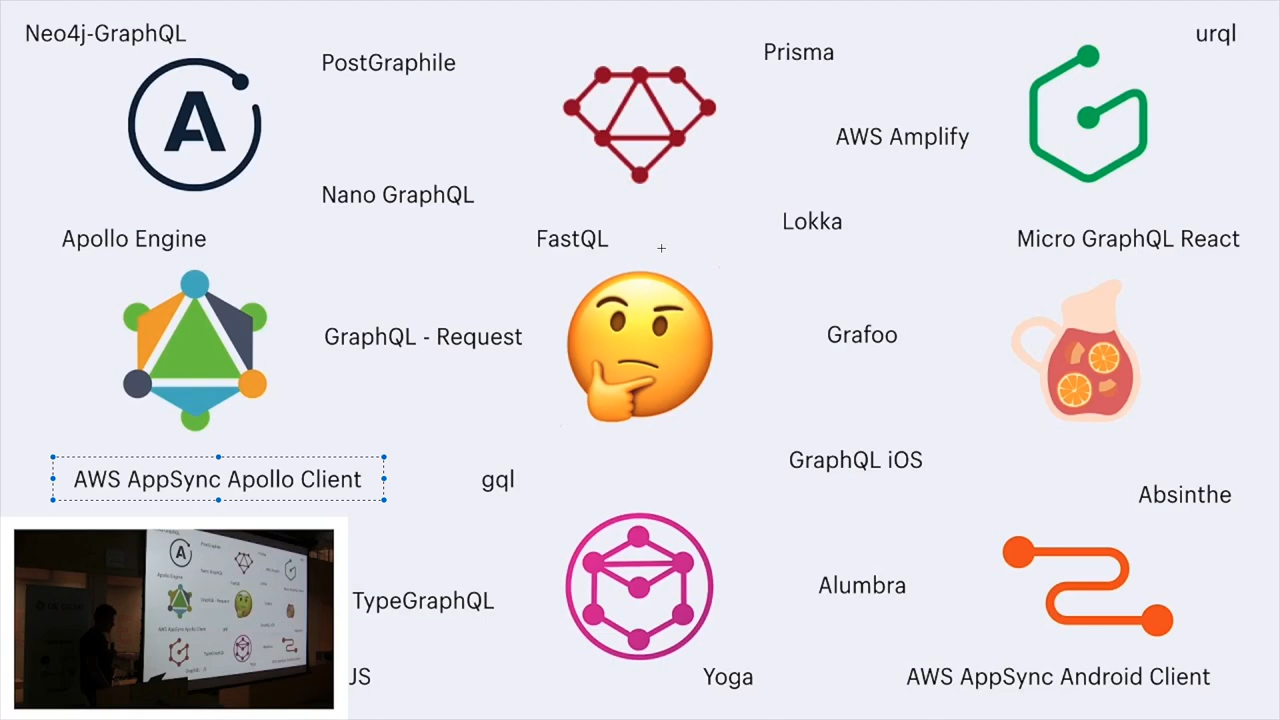 Neo4j-GraphQL
urql
Prisma
PostGraphile
A
AWS Amplify
Nano GraphQL
Lokka
Apollo Engine
FastQL
Micro GraphQL React
GraphQL - Request
Grafoo
GraphQL iOS
AWS AppSync Apollo Client
gql
Absinthe
Alumbra
TypeGraphQL
JS
Yoga
AWS AppSync Android Client